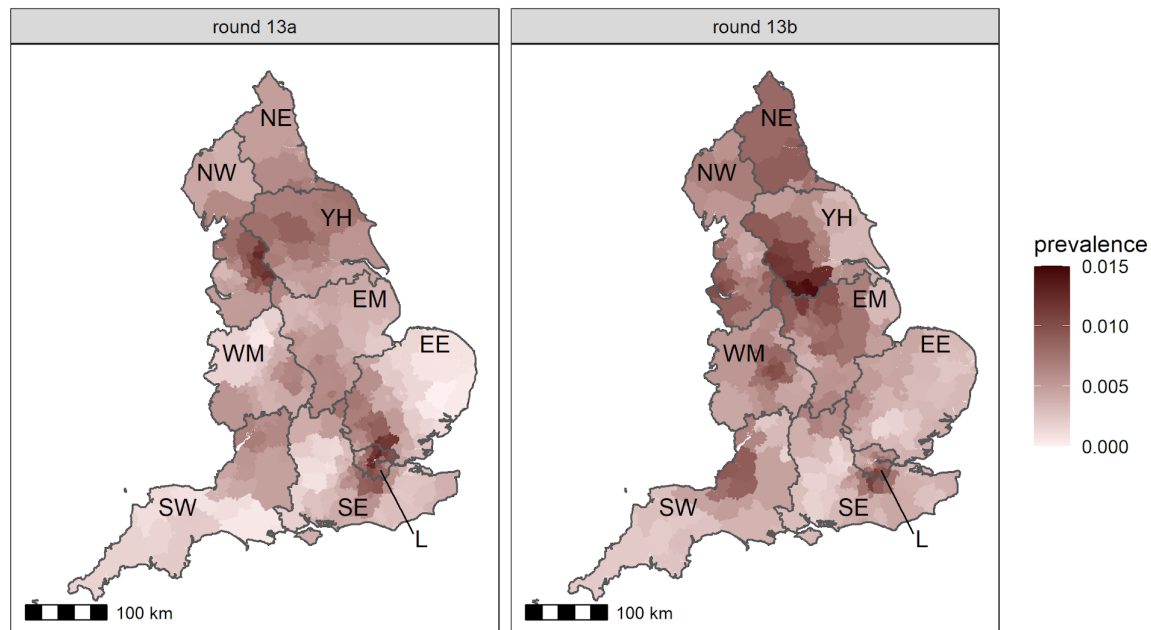 round 13a
round 13b
NE
NW
YH
EM
WM
EE
SW
SE
L
100 km
NE
NW
YH
EM
WM
EE
SW
SE
L
100 km
prevalence
0.015
0.010
0.005
0.000